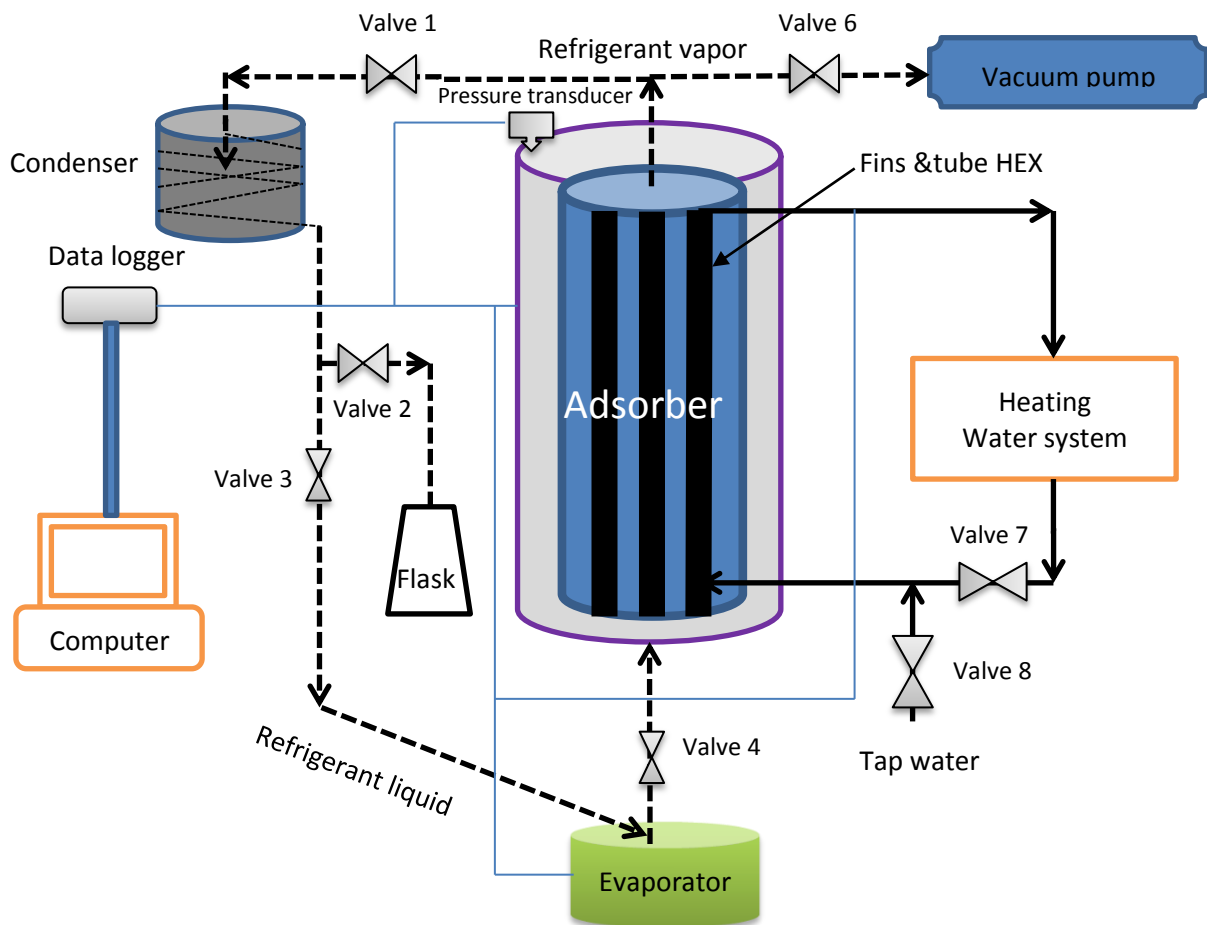 Valve 1
Valve 6
Refrigerant vapor
Vacuum pump
Pressure transducer
Condenser
Fins &tube HEX
Data logger
Adsorber
Heating
Water system
Valve 2
Valve 3
Valve 7
Flask
Computer
Valve 8
Valve 4
Tap water
Refrigerant liquid
Evaporator